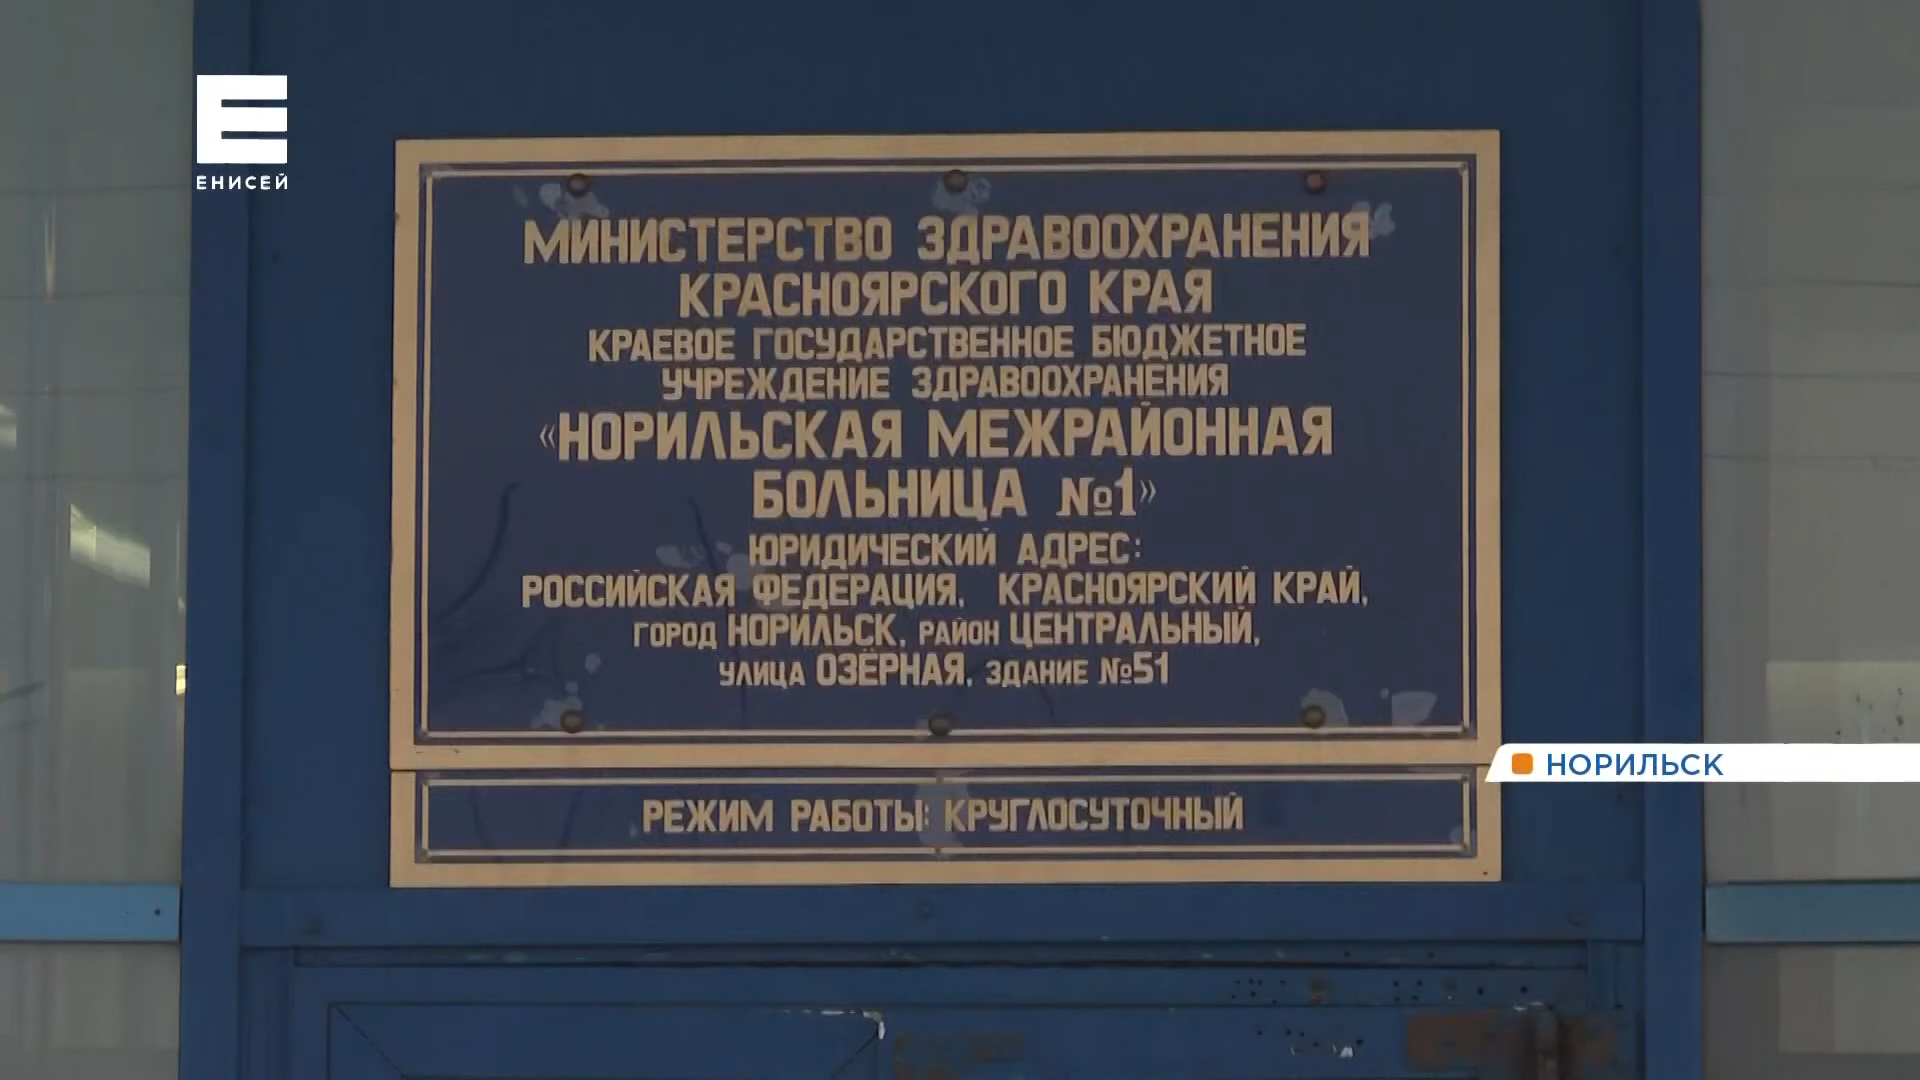 ЕНИСЕЙ
МИНИСТЕРСТВО ЗДРАВООХРАНЕНИЯ
КРАСНОЯРСКОГО КРАЯ
КРАЕВОЕ ГОСУДАРСТВЕННОЕ БЮДЖЕТНОЕ
УЧРЕЖДЕНИЕ ЗДРАВООХРАНЕНИЯ
«НОРИЛЬСКАЯ МЕЖРАЙОННАЯ
БОЛЬНИЦА №1»
ЮРИДИЧЕСКИЙ АДРЕС:
РОССИЙСКАЯ ФЕДЕРАЦИЯ, КРАСНОЯРСКИЙ КРАЙ,
ГОРОД НОРИЛЬСК, РАЙОН ЦЕНТРАЛЬНЫЙ,
УЛИЦА ОЗЁРНАЯ, ЗДАНИЕ №51
НОРИЛЬСК
РЕЖИМ РАБОТЫ: КРУГЛОСУТОЧНЫЙ